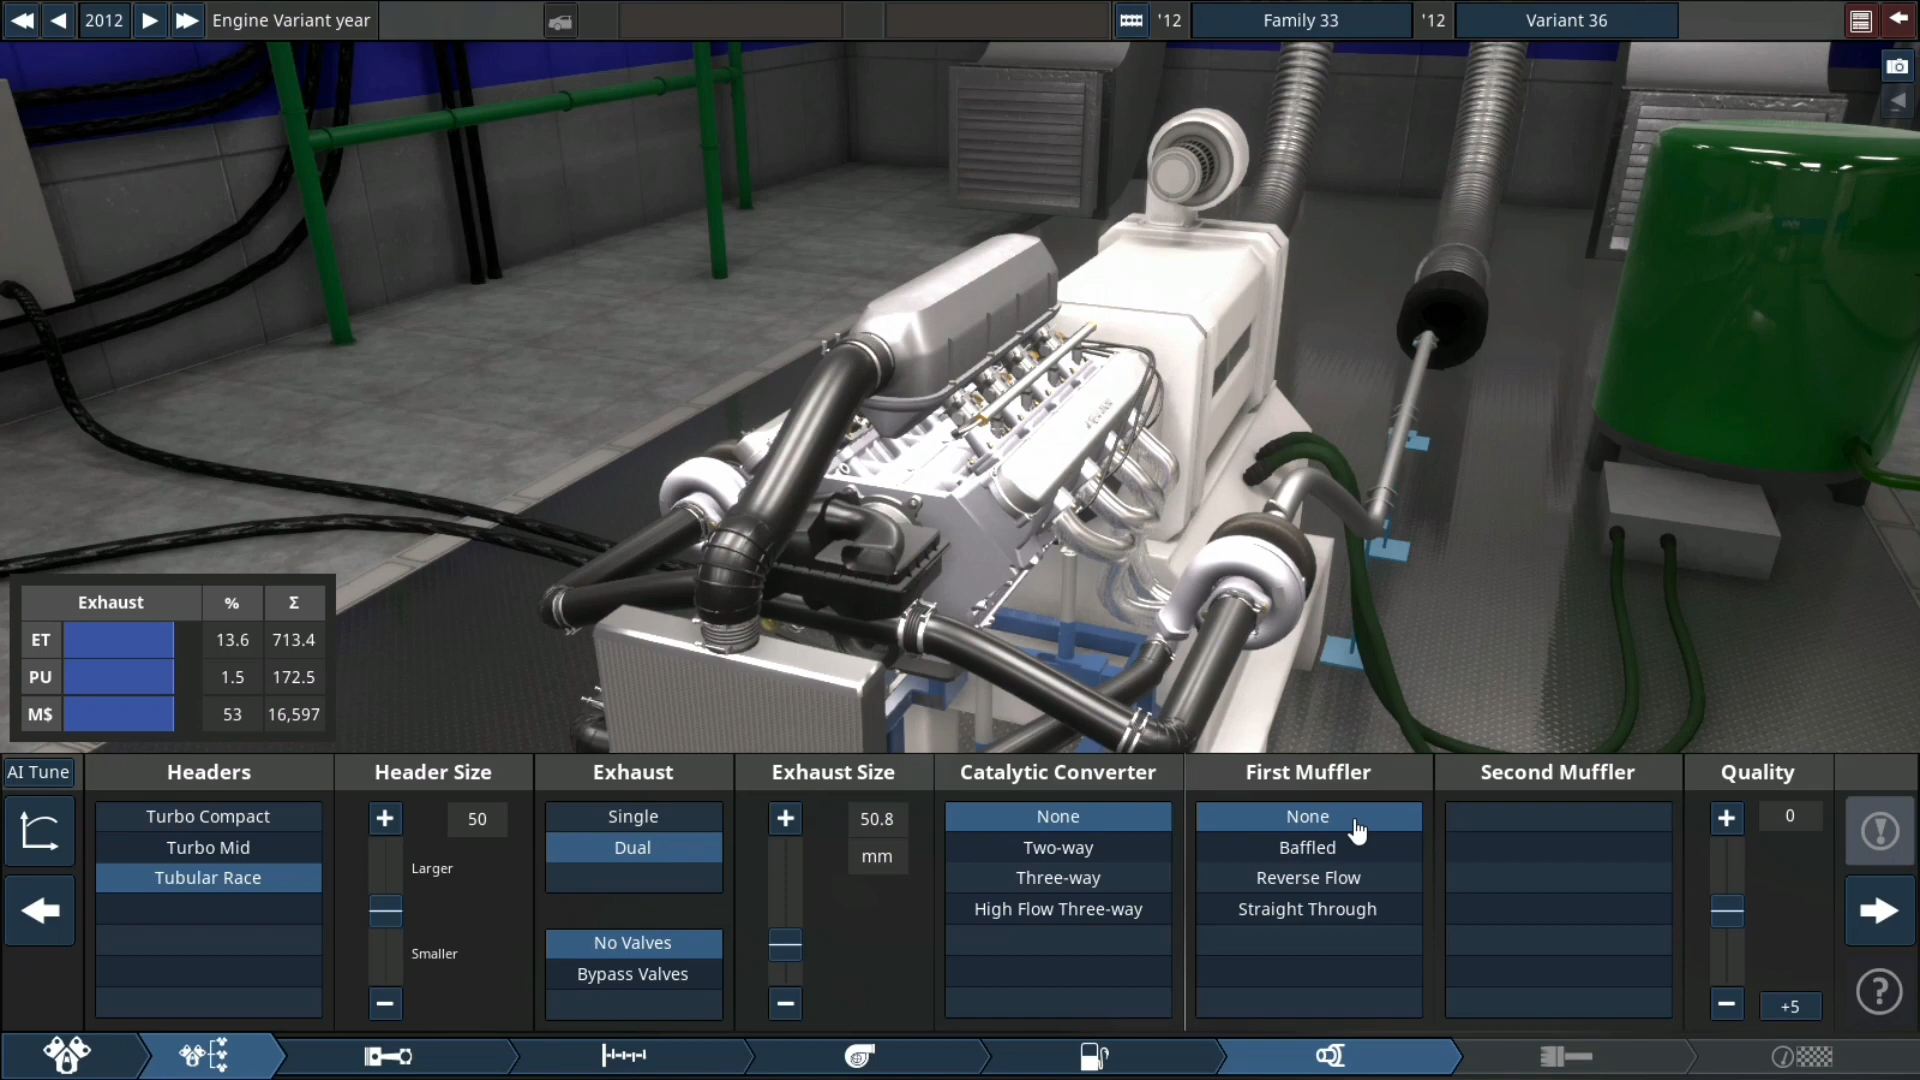 2012 Engine Variant year '12 Family 33 '12 Variant 36
Exhaust % Σ
ET 13.6 713.4
PU 1.5 172.5
M$ 53 16,597
AI Tune
Headers
Turbo Compact
Turbo Mid
Tubular Race
Header Size
50
Larger
Smaller
Exhaust
Single
Dual
No Valves
Bypass Valves
Exhaust Size
50.8
mm
Catalytic Converter
None
Two-way
Three-way
High Flow Three-way
First Muffler
None
Baffled
Reverse Flow
Straight Through
Second Muffler
Quality
0
+5